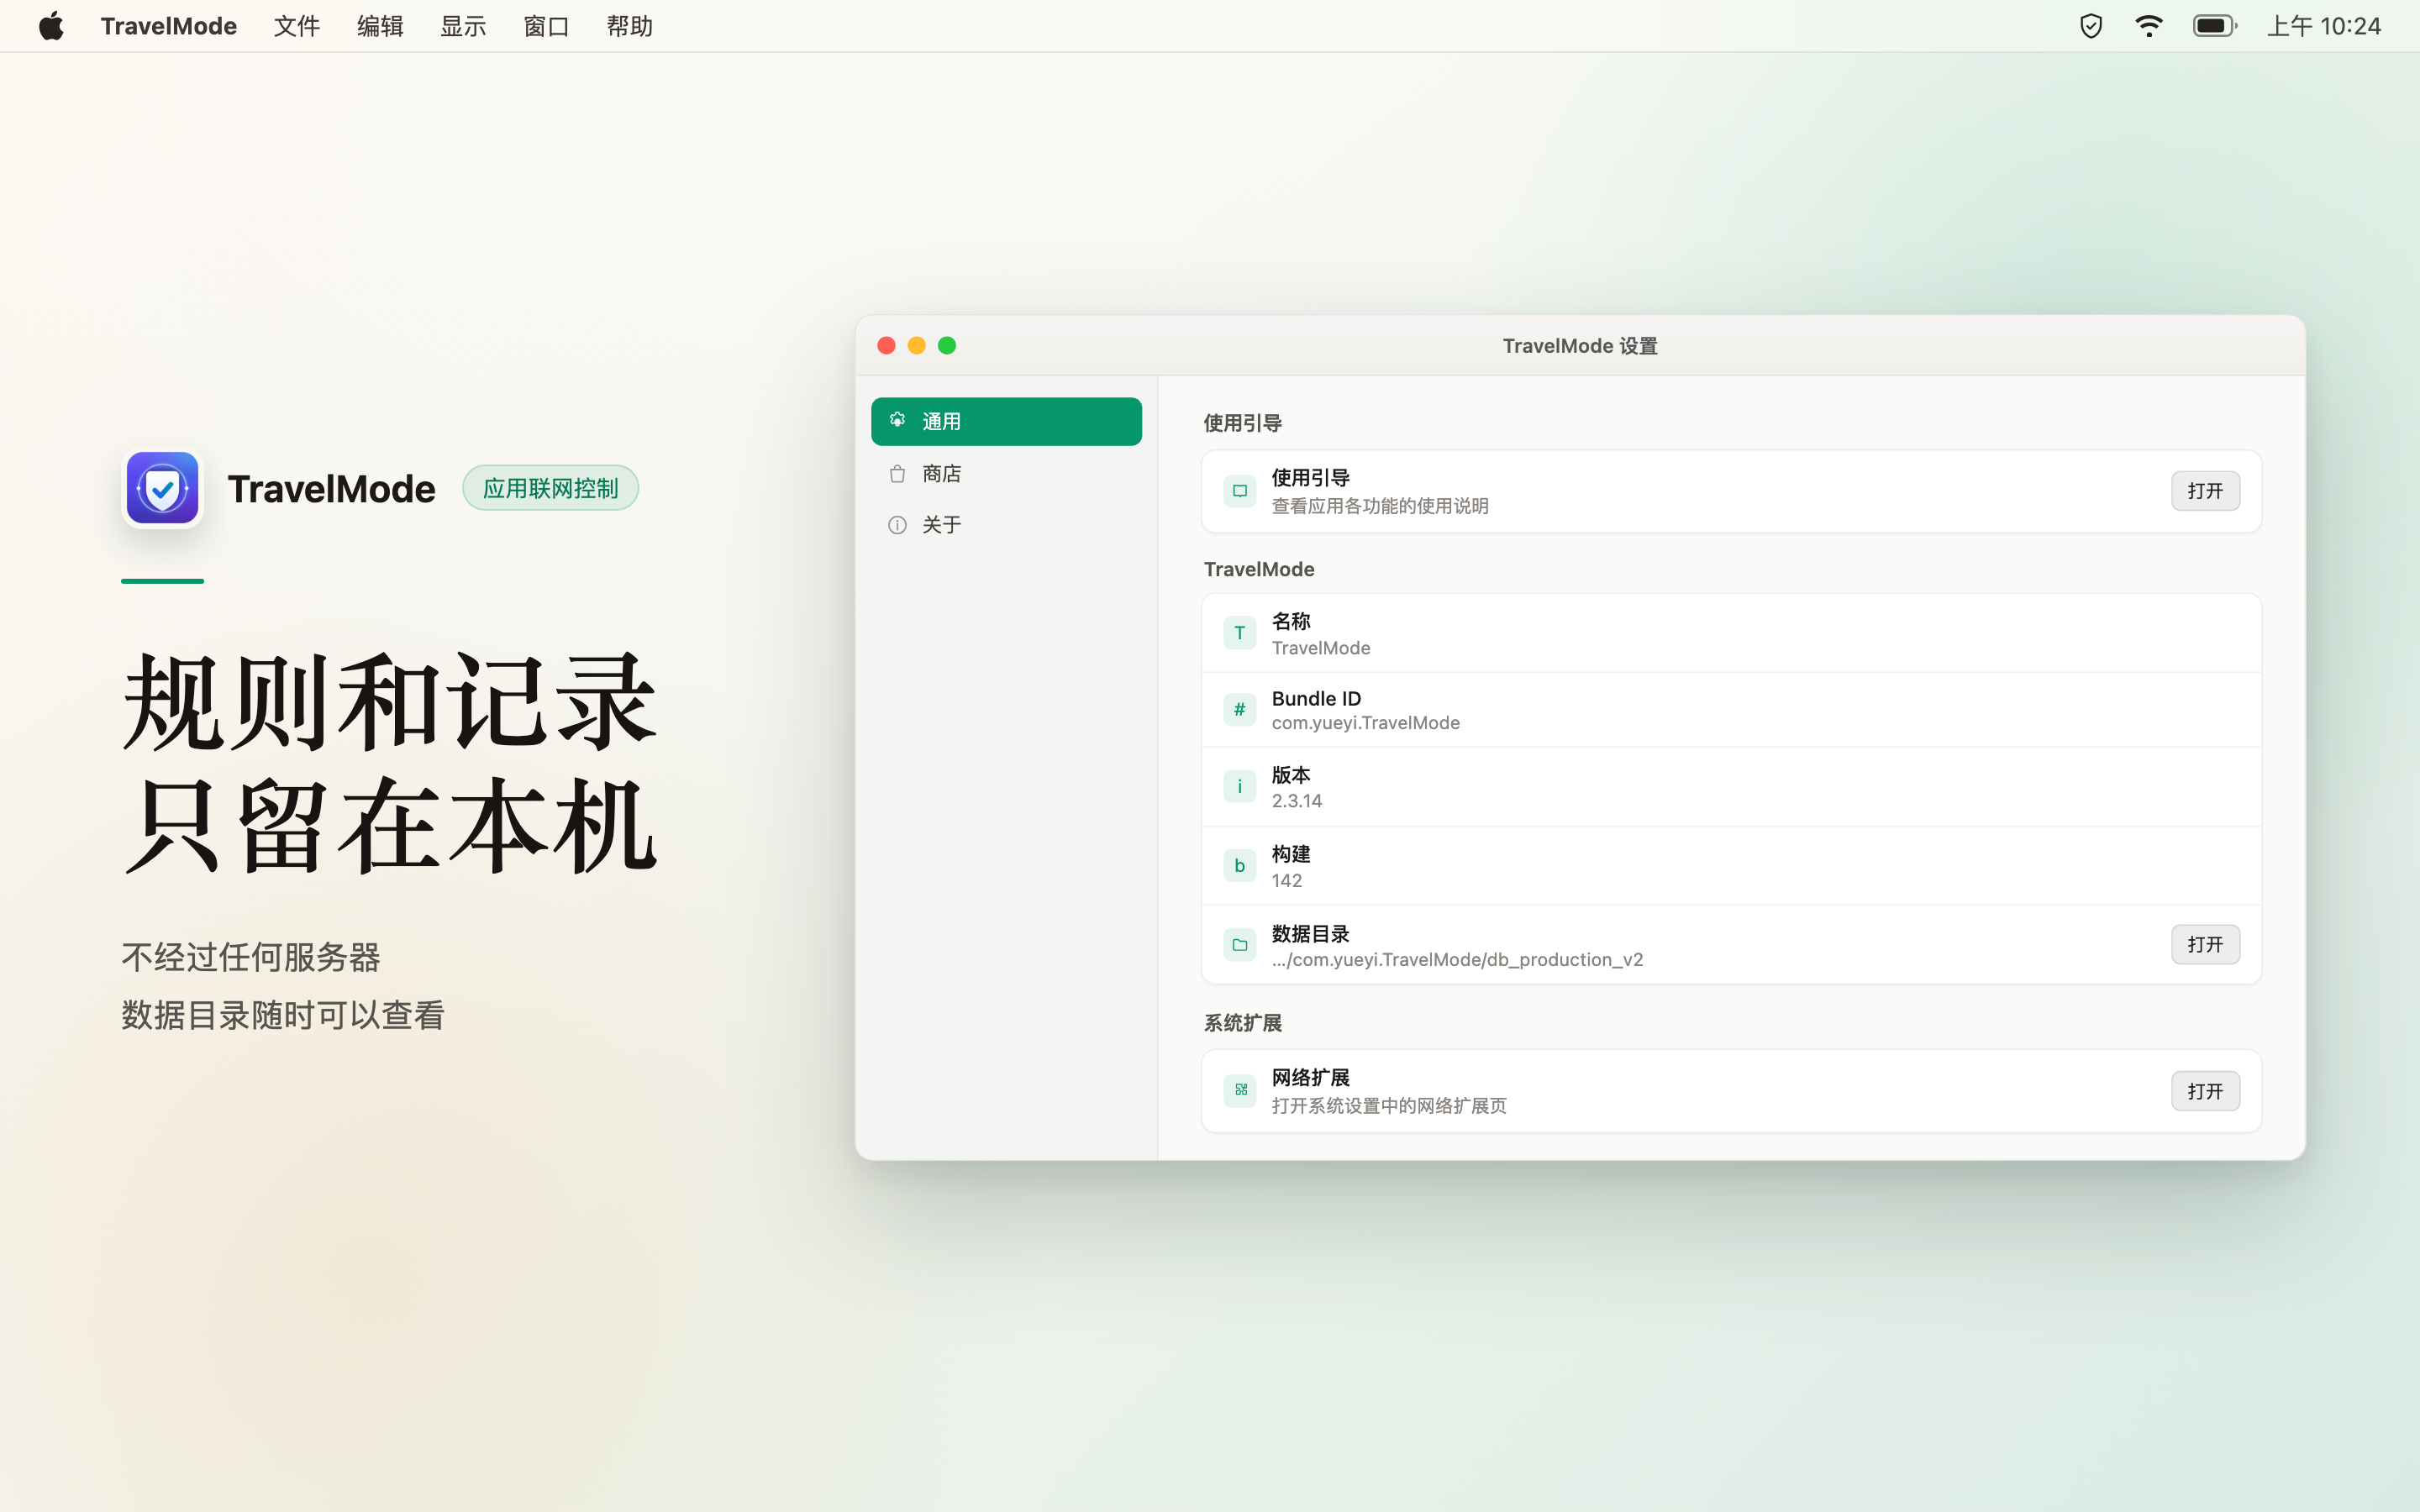 TravelMode 文件 编辑 显示 窗口 帮助 上午 10:24
TravelMode 应用联网控制
规则和记录
只留在本机
不经过任何服务器
数据目录随时可以查看
TravelMode 设置
通用
商店
关于
使用引导
使用引导
查看应用各功能的使用说明
打开
TravelMode
T
名称
TravelMode
#
Bundle ID
com.yueyi.TravelMode
i
版本
2.3.14
b
构建
142
数据目录
.../com.yueyi.TravelMode/db_production_v2
打开
系统扩展
网络扩展
打开系统设置中的网络扩展页
打开